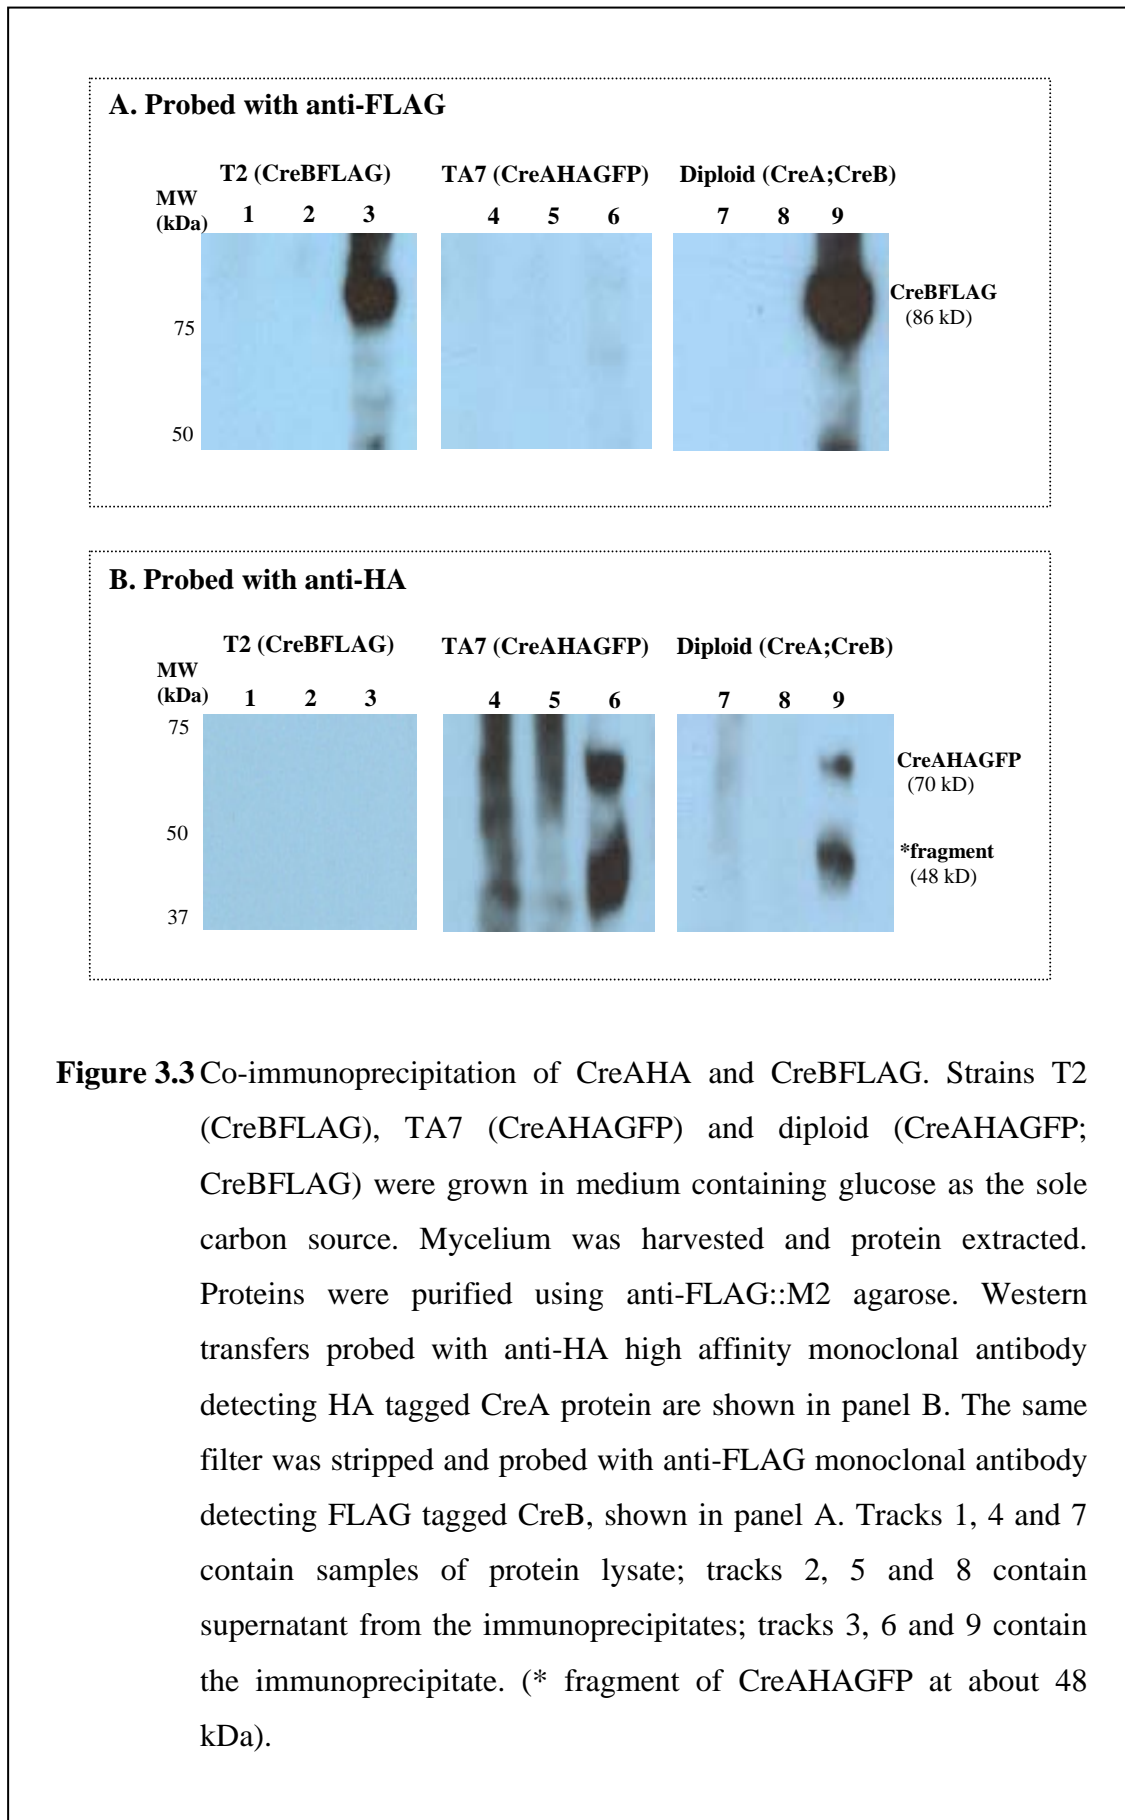 A. Probed with anti-FLAG
T2 (CreBFLAG) TA7 (CreAHAGFP) Diploid (CreA;CreB)
MW
(kDa) 1 2 3 4 5 6 7 8 9
CreBFLAG
(86 kD)
75
50
B. Probed with anti-HA
T2 (CreBFLAG) TA7 (CreAHAGFP) Diploid (CreA;CreB)
MW
(kDa) 1 2 3 4 5 6 7 8 9
75
CreAHAGFP
(70 kD)
50
*fragment
(48 kD)
37
Figure 3.3 Co-immunoprecipitation of CreAHA and CreBFLAG. Strains T2
(CreBFLAG), TA7 (CreAHAGFP) and diploid (CreAHAGFP;
CreBFLAG) were grown in medium containing glucose as the sole
carbon source. Mycelium was harvested and protein extracted.
Proteins were purified using anti-FLAG::M2 agarose. Western
transfers probed with anti-HA high affinity monoclonal antibody
detecting HA tagged CreA protein are shown in panel B. The same
filter was stripped and probed with anti-FLAG monoclonal antibody
detecting FLAG tagged CreB, shown in panel A. Tracks 1, 4 and 7
contain samples of protein lysate; tracks 2, 5 and 8 contain
supernatant from the immunoprecipitates; tracks 3, 6 and 9 contain
the immunoprecipitate. (* fragment of CreAHAGFP at about 48
kDa).